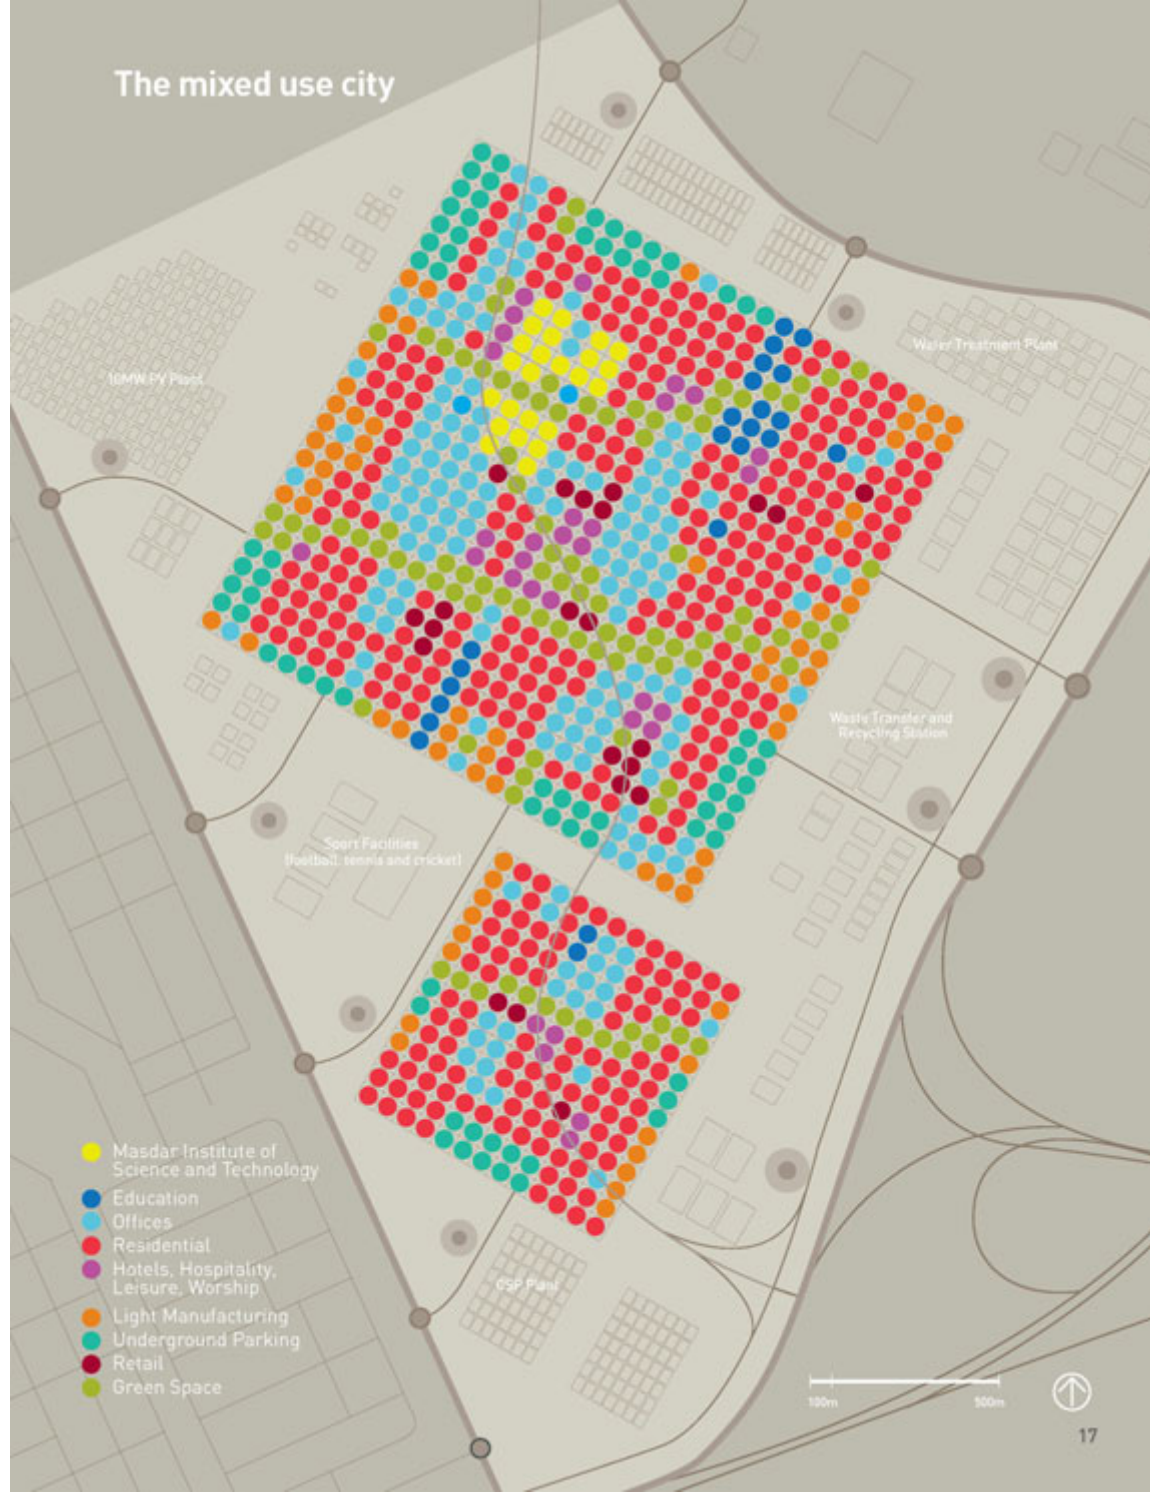 The mixed use city
Water Treatment Plant
10MW PV Plant
Waste Transfer and
Recycling Station
Sport Facilities
(football, tennis and cricket)
Masdar Institute of
Science and Technology
Education
Offices
Residential
Hotels, Hospitality,
Leisure, Worship
Light Manufacturing
Underground Parking
Retail
Green Space
CSP Plant
100m
500m
17